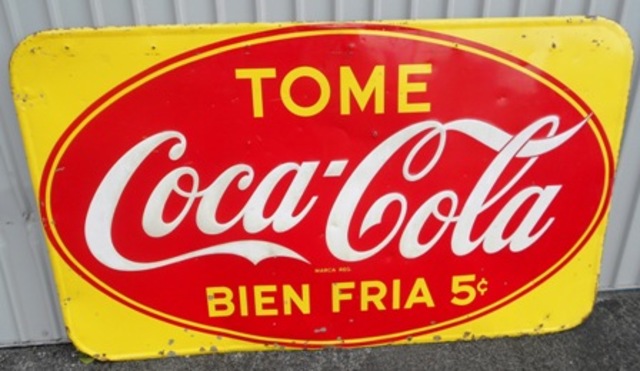 TOME
Coca-Cola
MARCA REG.
BIEN FRIA 5¢